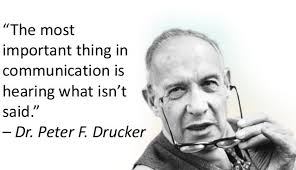 “The most
important thing in
communication is
hearing what isn’t
said.”
– Dr. Peter F. Drucker